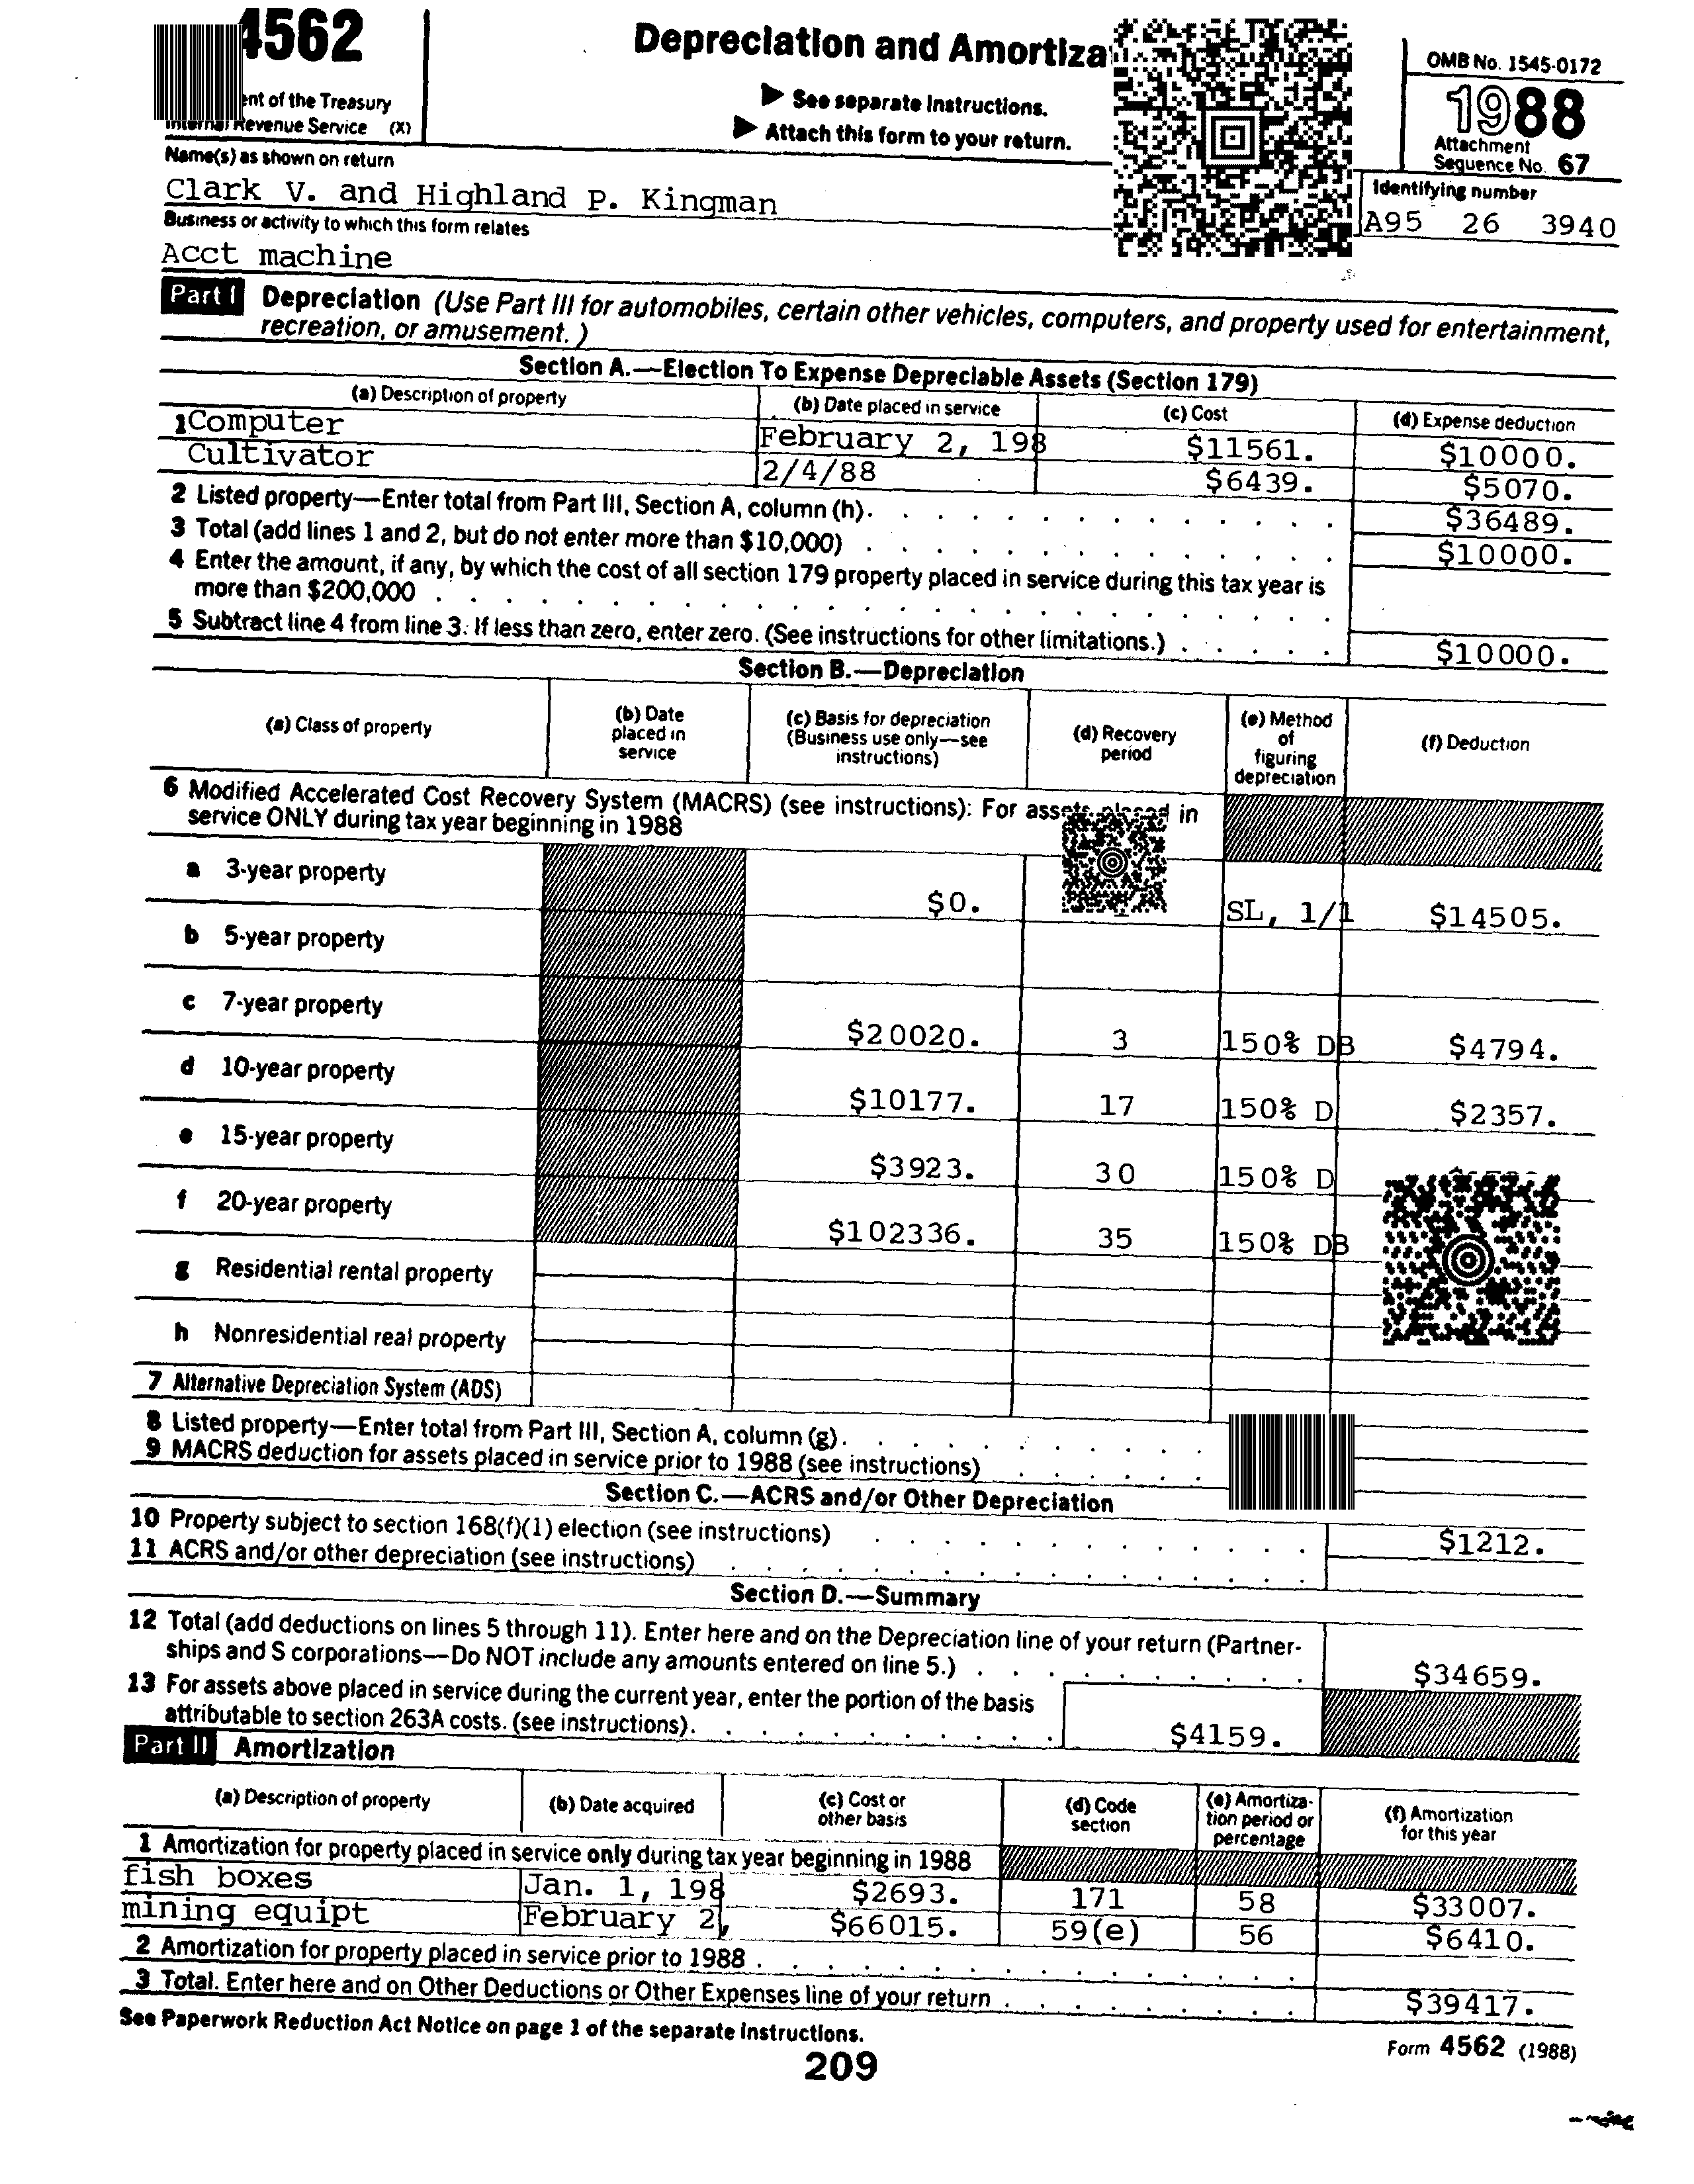 4562
Depreciation and Amortiza
OMB No. 1545-0172
See separate Instructions.
Attach this form to your return.
1988
ent of the Treasury
Internal Revenue Service (X)
Attachment
Sequence No. 67
Name(s) as shown on return
Identifying number
Clark V. and Highland P. Kingman
A95 26 3940
Business or activity to which this form relates
Acct machine
Part I Depreciation (Use Part III for automobiles, certain other vehicles, computers, and property used for entertainment,
recreation, or amusement.)
Section A.—Election To Expense Depreciable Assets (Section 179)
(a) Description of property (b) Date placed in service (c) Cost (d) Expense deduction
1 Computer February 2, 198 $11561. $10000.
Cultivator 2/4/88 $6439. $5070.
2 Listed property—Enter total from Part III, Section A, column (h). $36489.
3 Total (add lines 1 and 2, but do not enter more than $10,000) $10000.
4 Enter the amount, if any, by which the cost of all section 179 property placed in service during this tax year is
more than $200,000
5 Subtract line 4 from line 3. If less than zero, enter zero. (See instructions for other limitations.) $10000.
Section B.—Depreciation
(a) Class of property
(b) Date
placed in
service
(c) Basis for depreciation
(Business use only—see
instructions)
(d) Recovery
period
(e) Method
of
figuring
depreciation
(f) Deduction
6 Modified Accelerated Cost Recovery System (MACRS) (see instructions): For assets placed in
service ONLY during tax year beginning in 1988
a 3-year property $0. SL, 1/1 $14505.
b 5-year property
c 7-year property $20020. 3 150% DB $4794.
d 10-year property $10177. 17 150% D $2357.
e 15-year property $3923. 30 150% D
f 20-year property $102336. 35 150% DB
g Residential rental property
h Nonresidential real property
7 Alternative Depreciation System (ADS)
8 Listed property—Enter total from Part III, Section A, column (g).
9 MACRS deduction for assets placed in service prior to 1988 (see instructions)
Section C.—ACRS and/or Other Depreciation
10 Property subject to section 168(f)(1) election (see instructions) $1212.
11 ACRS and/or other depreciation (see instructions)
Section D.—Summary
12 Total (add deductions on lines 5 through 11). Enter here and on the Depreciation line of your return (Partner-
ships and S corporations—Do NOT include any amounts entered on line 5.) $34659.
13 For assets above placed in service during the current year, enter the portion of the basis
attributable to section 263A costs. (see instructions). $4159.
Part II Amortization
(a) Description of property
(b) Date acquired
(c) Cost or
other basis
(d) Code
section
(e) Amortiza-
tion period or
percentage
(f) Amortization
for this year
1 Amortization for property placed in service only during tax year beginning in 1988
fish boxes Jan. 1, 198 $2693. 171 58 $33007.
mining equipt February 2, $66015. 59(e) 56 $6410.
2 Amortization for property placed in service prior to 1988
3 Total. Enter here and on Other Deductions or Other Expenses line of your return $39417.
See Paperwork Reduction Act Notice on page 1 of the separate Instructions.
Form 4562 (1988)
209